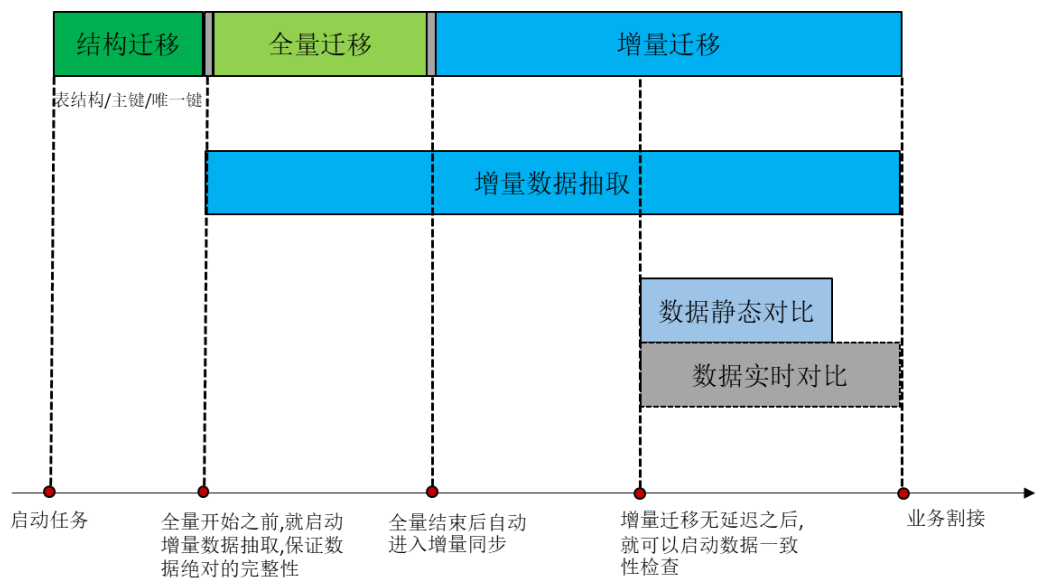 结构迁移 全量迁移 增量迁移
表结构/主键/唯一键
增量数据抽取
数据静态对比
数据实时对比
启动任务
全量开始之前,就启动
增量数据抽取,保证数
据绝对的完整性
全量结束后自动
进入增量同步
增量迁移无延迟之后,
就可以启动数据一致
性检查
业务割接